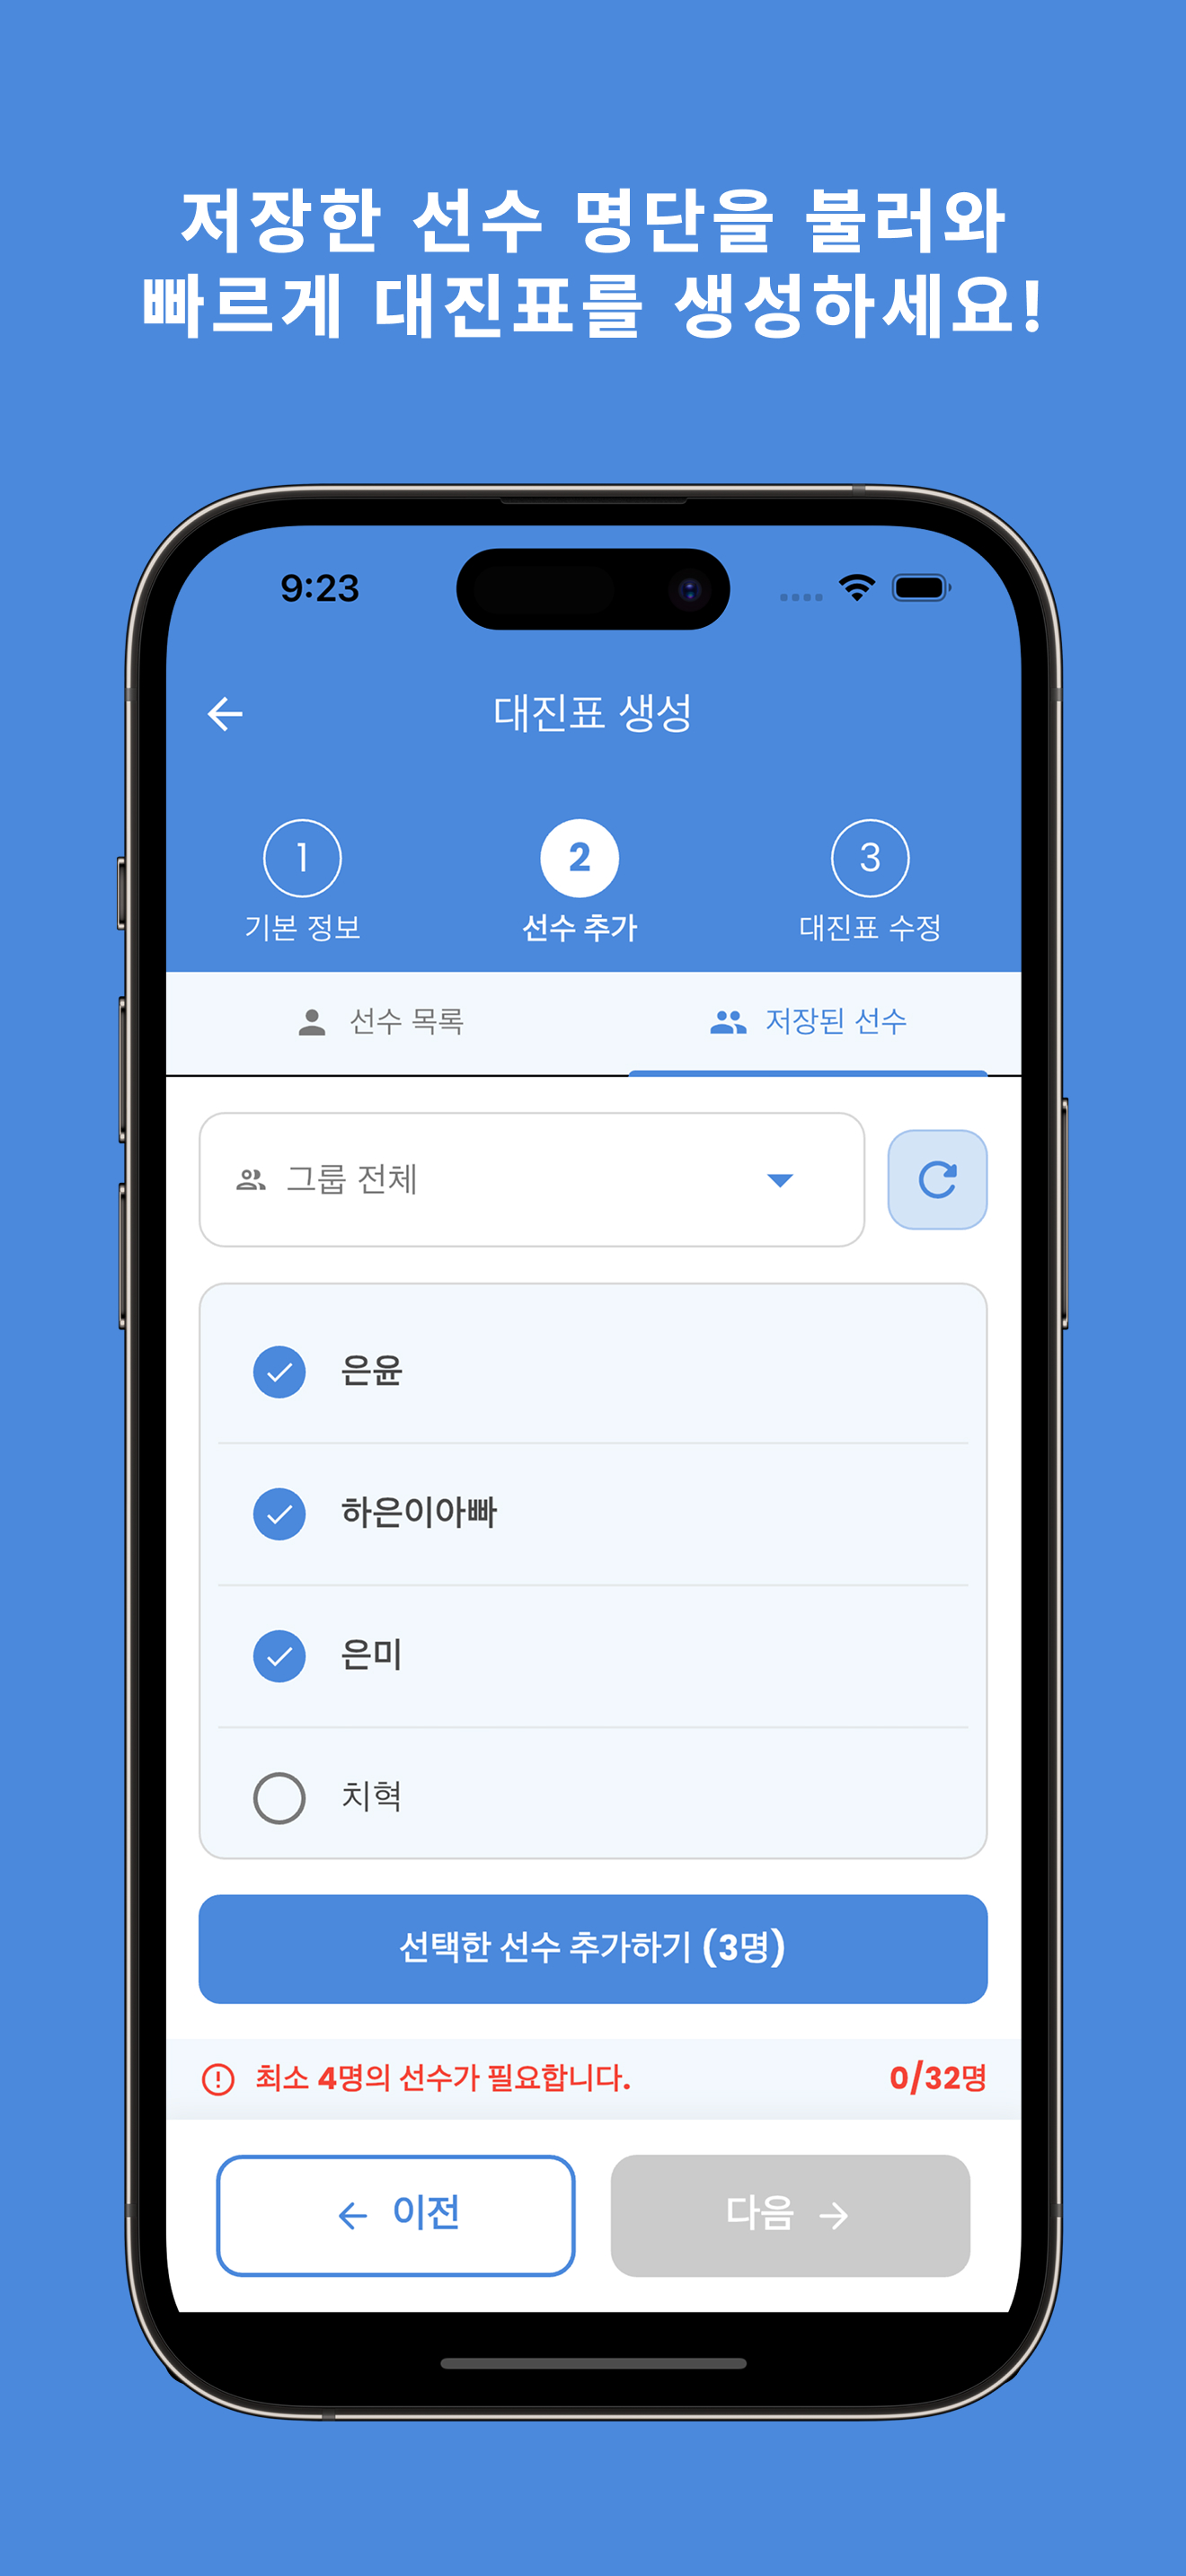 저장한 선수 명단을 불러와
빠르게 대진표를 생성하세요!
9:23
대진표 생성
1
2
3
기본 정보
선수 추가
대진표 수정
선수 목록
저장된 선수
그룹 전체
은윤
하은이아빠
은미
치혁
선택한 선수 추가하기 (3명)
최소 4명의 선수가 필요합니다.
0/32명
이전
다음